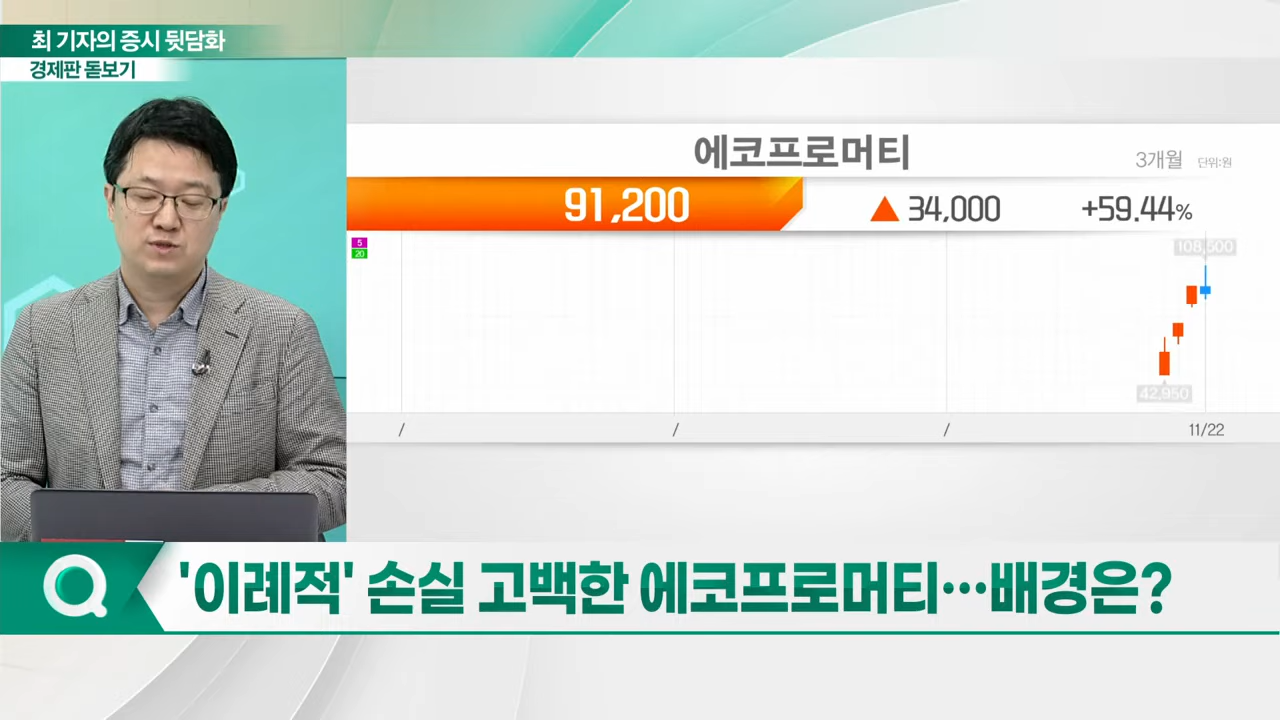 최 기자의 증시 뒷담화
경제판 돋보기
에코프로머티
3개월 단위:원
91,200 ▲ 34,000 +59.44%
5
20
108,500
42,950
/ / / 11/22
'이례적' 손실 고백한 에코프로머티…배경은?